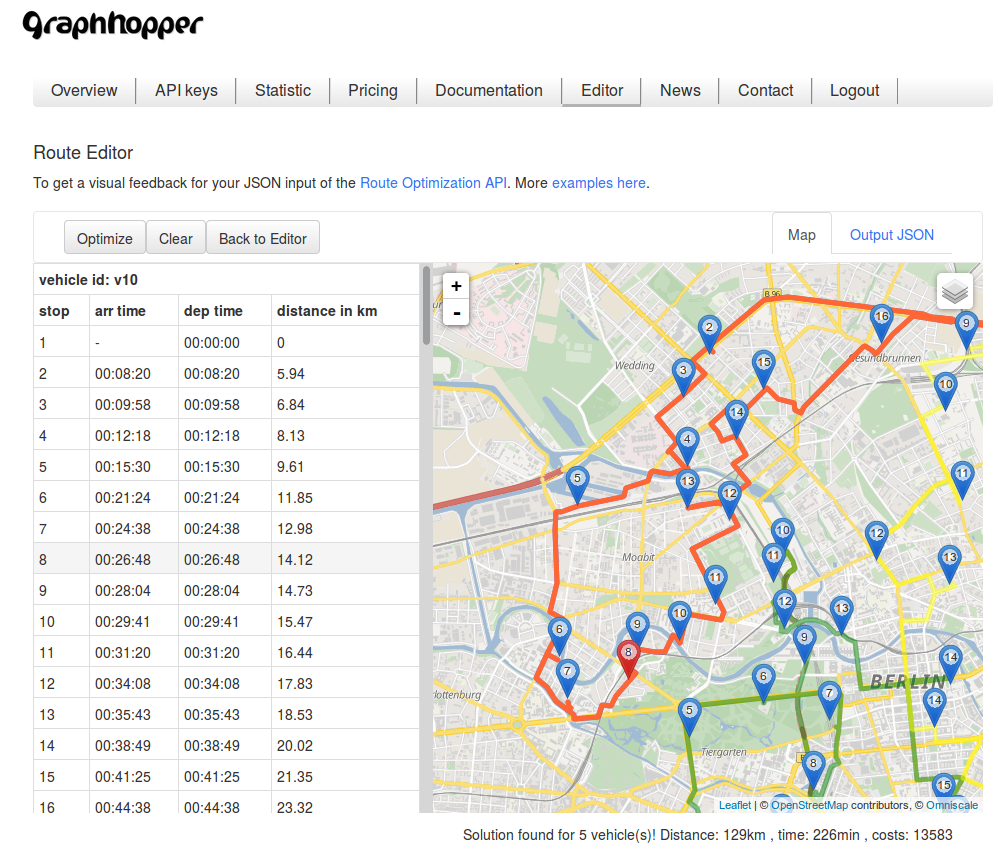 graphhopper
Overview API keys Statistic Pricing Documentation Editor News Contact Logout
Route Editor
To get a visual feedback for your JSON input of the Route Optimization API. More examples here.
Optimize Clear Back to Editor Map Output JSON
vehicle id: v10
stop arr time dep time distance in km
1 - 00:00:00 0
2 00:08:20 00:08:20 5.94
3 00:09:58 00:09:58 6.84
4 00:12:18 00:12:18 8.13
5 00:15:30 00:15:30 9.61
6 00:21:24 00:21:24 11.85
7 00:24:38 00:24:38 12.98
8 00:26:48 00:26:48 14.12
9 00:28:04 00:28:04 14.73
10 00:29:41 00:29:41 15.47
11 00:31:20 00:31:20 16.44
12 00:34:08 00:34:08 17.83
13 00:35:43 00:35:43 18.53
14 00:38:49 00:38:49 20.02
15 00:41:25 00:41:25 21.35
16 00:44:38 00:44:38 23.32
+
-
B 96
16
9
2
Wedding
3
15
Gesundbrunnen
10
14
4
5
13
12
11
10
12
11
13
Moabit
11
12
13
10
9
6
9
8
7
14
6
BERLIN
7
14
5
lottenburg
Tiergarten
8
15
Leaflet | © OpenStreetMap contributors, © Omniscale
Solution found for 5 vehicle(s)! Distance: 129km , time: 226min , costs: 13583